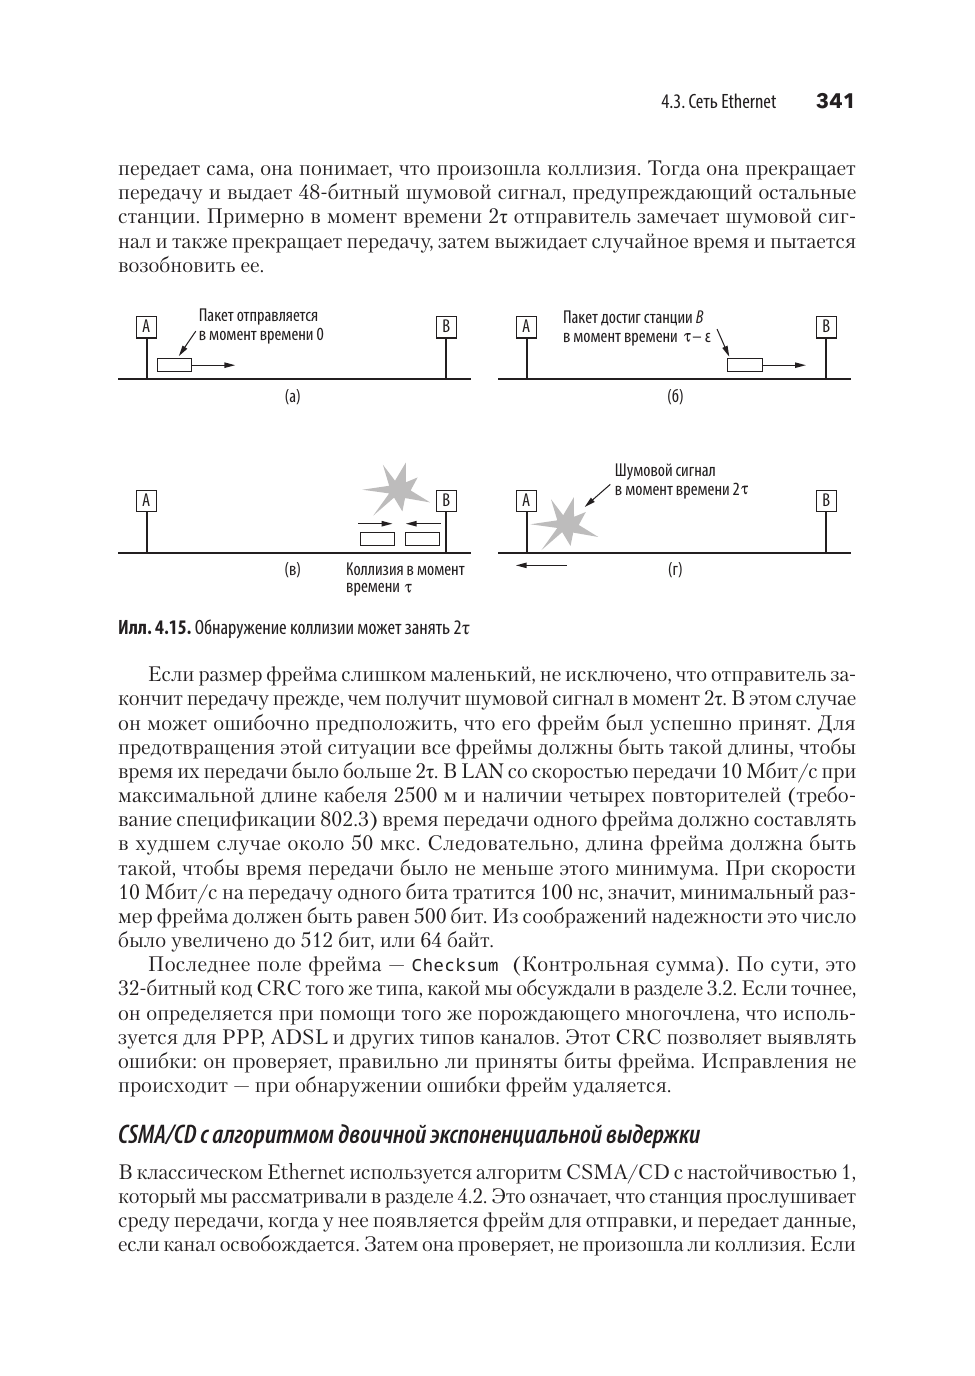 4.3. Сеть Ethernet 341
передает сама, она понимает, что произошла коллизия. Тогда она прекращает
передачу и выдает 48-битный шумовой сигнал, предупреждающий остальные
станции. Примерно в момент времени 2τ отправитель замечает шумовой сиг-
нал и также прекращает передачу, затем выжидает случайное время и пытается
возобновить ее.
A
Пакет отправляется
в момент времени 0
B
(а)
A
Пакет достиг станции B
в момент времени τ – ε
B
(б)
A
B
(в)
Коллизия в момент
времени τ
A
Шумовой сигнал
в момент времени 2τ
B
(г)
Илл. 4.15. Обнаружение коллизии может занять 2τ
Если размер фрейма слишком маленький, не исключено, что отправитель за-
кончит передачу прежде, чем получит шумовой сигнал в момент 2τ. В этом случае
он может ошибочно предположить, что его фрейм был успешно принят. Для
предотвращения этой ситуации все фреймы должны быть такой длины, чтобы
время их передачи было больше 2τ. В LAN со скоростью передачи 10 Мбит/с при
максимальной длине кабеля 2500 м и наличии четырех повторителей (требо-
вание спецификации 802.3) время передачи одного фрейма должно составлять
в худшем случае около 50 мкс. Следовательно, длина фрейма должна быть
такой, чтобы время передачи было не меньше этого минимума. При скорости
10 Мбит/с на передачу одного бита тратится 100 нс, значит, минимальный раз-
мер фрейма должен быть равен 500 бит. Из соображений надежности это число
было увеличено до 512 бит, или 64 байт.
Последнее поле фрейма — Checksum (Контрольная сумма). По сути, это
32-битный код CRC того же типа, какой мы обсуждали в разделе 3.2. Если точнее,
он определяется при помощи того же порождающего многочлена, что исполь-
зуется для PPP, ADSL и других типов каналов. Этот CRC позволяет выявлять
ошибки: он проверяет, правильно ли приняты биты фрейма. Исправления не
происходит — при обнаружении ошибки фрейм удаляется.
CSMA/CD с алгоритмом двоичной экспоненциальной выдержки
В классическом Ethernet используется алгоритм CSMA/CD с настойчивостью 1,
который мы рассматривали в разделе 4.2. Это означает, что станция прослушивает
среду передачи, когда у нее появляется фрейм для отправки, и передает данные,
если канал освобождается. Затем она проверяет, не произошла ли коллизия. Если